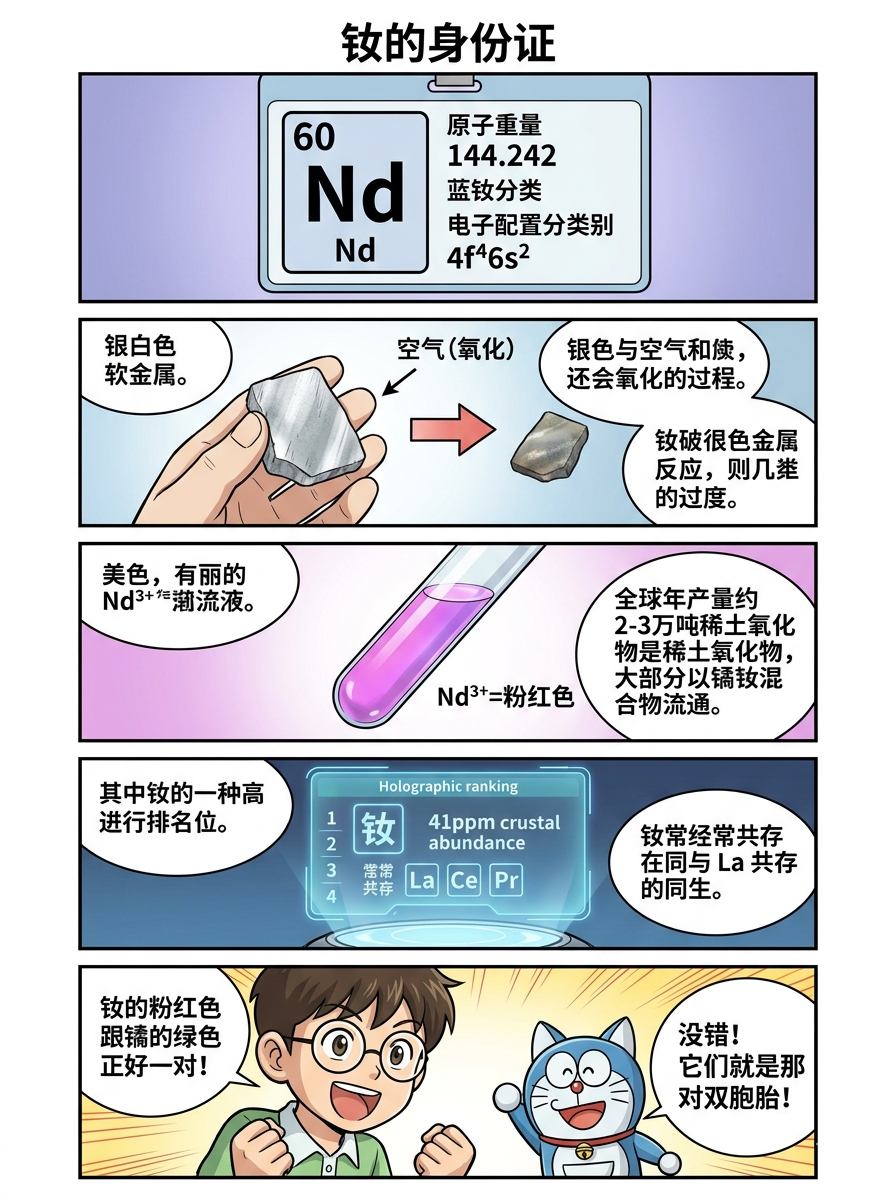 钕的身份证
60
Nd
Nd
原子重量
144.242
蓝钕分类
电子配置分类别
4f⁴6s²
银白色
软金属。
空气（氧化）
银色与空气和
还会氧化的过程。
钕破很色金属
反应，则几
的过度。
美色，有丽的
Nd³⁺ 流液。
Nd³⁺=粉红色
全球年产量约
2-3万吨稀土氧化
物是稀土氧化物，
大部分以镨钕混
合物流通。
其中钕的一种高
进行排名位。
Holographic ranking
1
2
3
4
钕
41ppm crustal
abundance
常常
共存
La Ce Pr
钕常经常共存
在同与 La 共存
的同生。
钕的粉红色
跟镨的绿色
正好一对！
没错！
它们就是那
对双胞胎！